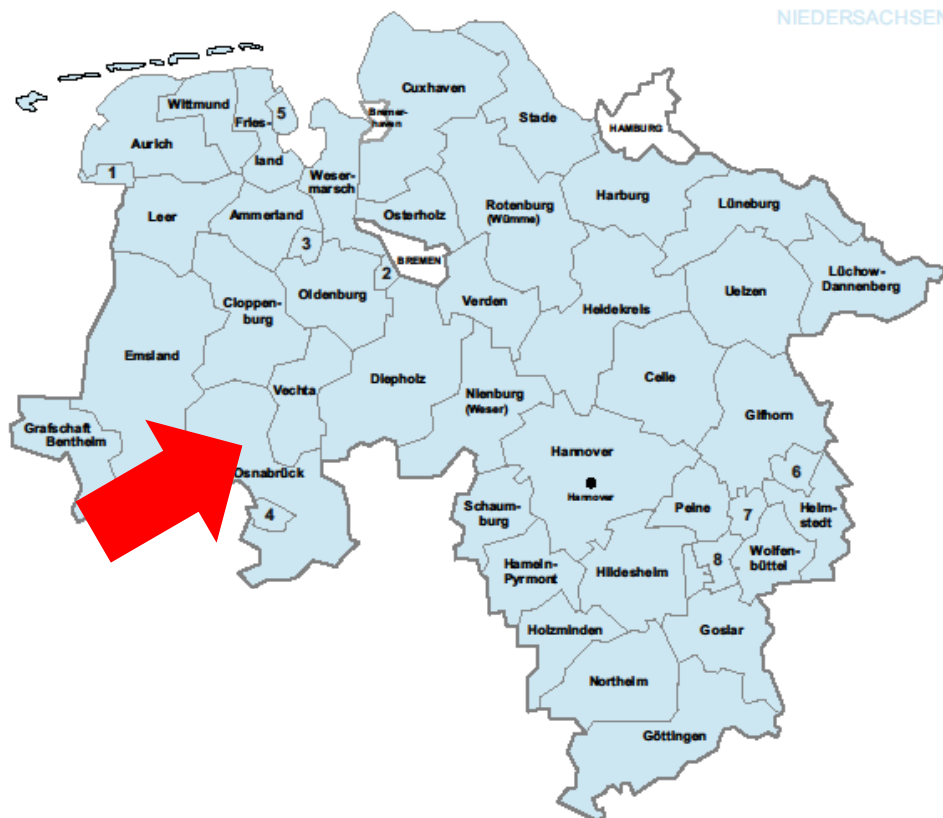 NIEDERSACHSEN
Cuxhaven
Wittmund
Fries-
5
Bremer-
haven
Stade
HAMBURG
Aurich
land
1
Weser-
marsch
Harburg
Rotenburg
(Wümme)
Lüneburg
Leer
Ammerland
Osterholz
3
BREMEN
2
Lüchow-
Dannenberg
Oldenburg
Uelzen
Cloppen-
burg
Verden
Heidekreis
Emsland
Diepholz
Celle
Vechta
Nienburg
(Weser)
Gifhorn
Grafschaft
Bentheim
Hannover
Osnabrück
6
Hannover
Schaum-
burg
Peine
7
Helm-
stedt
4
Wolfen-
büttel
8
Hameln-
Pyrmont
Hildesheim
Holzminden
Goslar
Northeim
Göttingen